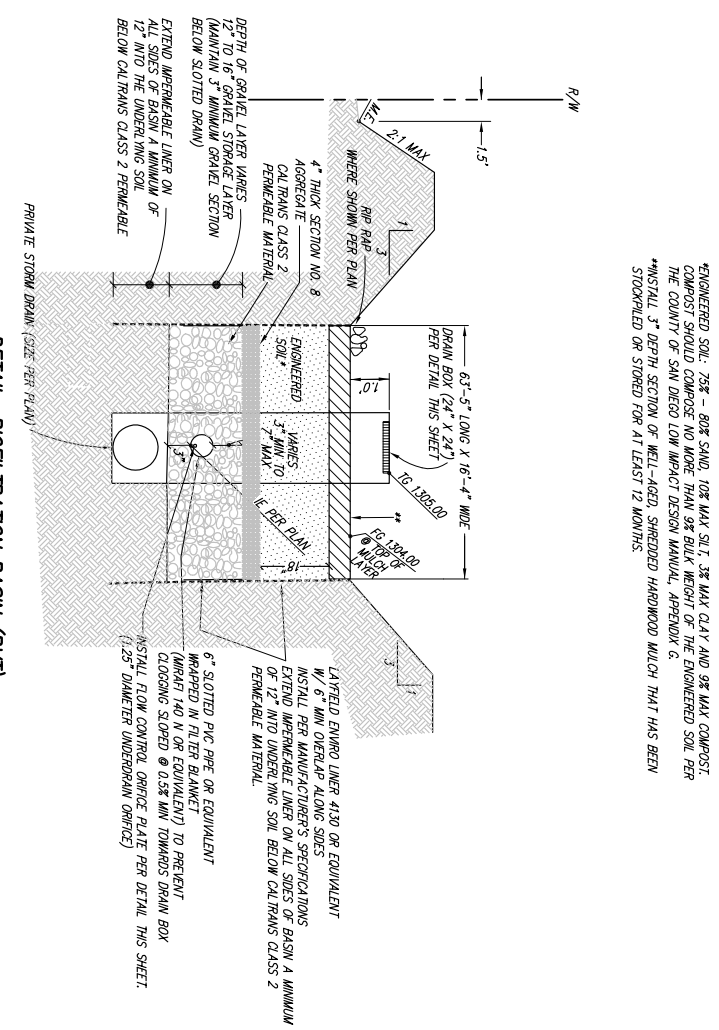 *ENGINEERED SOIL: 75% - 80% SAND, 10% MAX SILT, 3% MAX CLAY AND 9% MAX COMPOST.
COMPOST SHOULD COMPOSE NO MORE THAN 9% BULK WEIGHT OF THE ENGINEERED SOIL PER
THE COUNTY OF SAN DIEGO LOW IMPACT DESIGN MANUAL, APPENDIX G.
**INSTALL 3" DEPTH SECTION OF WELL-AGED, SHREDDED HARDWOOD MULCH THAT HAS BEEN
STOCKPILED OR STORED FOR AT LEAST 12 MONTHS.
R/W
1.5'
M.E.
2:1 MAX
1
3
RIP RAP
WHERE SHOWN PER PLAN
63'-5" LONG X 16'-4" WIDE
DRAIN BOX (24" X 24")
PER DETAIL THIS SHEET
TG 1305.00
1.0'
**
FG 1304.00
@ TOP OF
MULCH
LAYER
3
1
4" THICK SECTION NO. 8
AGGREGATE
CALTRANS CLASS 2
PERMEABLE MATERIAL
ENGINEERED
SOIL*
VARIES
3" MIN TO
7" MAX
18"
3"
IE PER PLAN
DEPTH OF GRAVEL LAYER VARIES
12" TO 16" GRAVEL STORAGE LAYER
(MAINTAIN 3" MINIMUM GRAVEL SECTION
BELOW SLOTTED DRAIN)
EXTEND IMPERMEABLE LINER ON
ALL SIDES OF BASIN A MINIMUM OF
12" INTO THE UNDERLYING SOIL
BELOW CALTRANS CLASS 2 PERMEABLE
PRIVATE STORM DRAIN (SIZE PER PLAN)
LAYFIELD ENVIRO LINER 4130 OR EQUIVALENT
W/ 6" MIN OVERLAP ALONG SIDES
INSTALL PER MANUFACTURER'S SPECIFICATIONS
EXTEND IMPERMEABLE LINER ON ALL SIDES OF BASIN A MINIMUM
OF 12" INTO UNDERLYING SOIL BELOW CALTRANS CLASS 2
PERMEABLE MATERIAL.
6" SLOTTED PVC PIPE OR EQUIVALENT
WRAPPED IN FILTER BLANKET
(MIRAFI 140 N OR EQUIVALENT) TO PREVENT
CLOGGING SLOPED @ 0.5% MIN TOWARDS DRAIN BOX
INSTALL FLOW CONTROL ORIFICE PLATE PER DETAIL THIS SHEET.
(1.25" DIAMETER UNDERDRAIN ORIFICE)